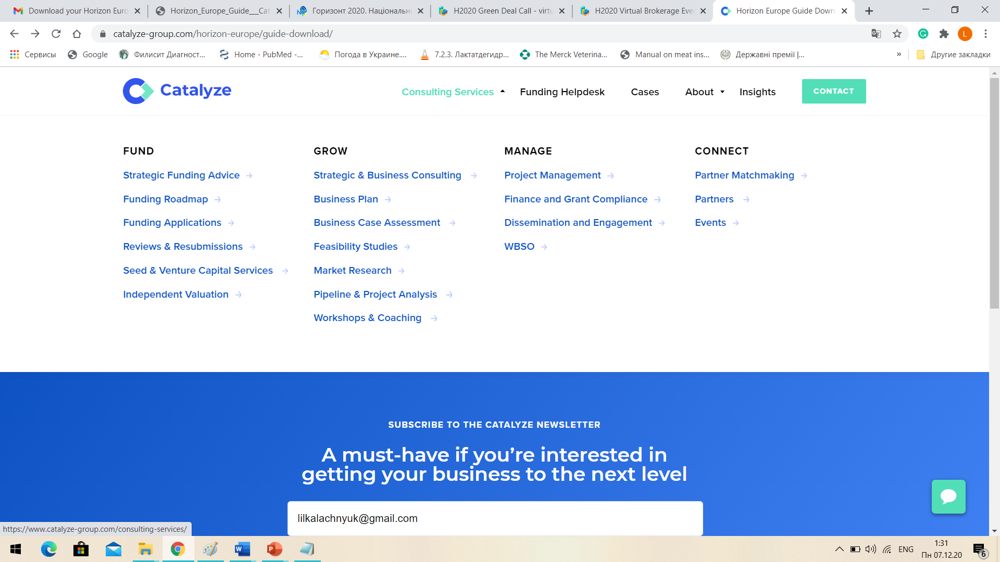 Download your Horizon Euro
Horizon_Europe_Guide___Cat
Горизонт 2020. Національн
H2020 Green Deal Call - virtu
H2020 Virtual Brokerage Eve
Horizon Europe Guide Down
catalyze-group.com/horizon-europe/guide-download/
L
Сервисы
Google
Филисит Диагност...
Home - PubMed -...
Погода в Украине....
7.2.3. Лактатдегидр...
The Merck Veterina...
Manual on meat ins...
Державні премії |...
»
Другие закладки
Catalyze
Consulting Services
Funding Helpdesk
Cases
About
Insights
CONTACT
FUND
Strategic Funding Advice
Funding Roadmap
Funding Applications
Reviews & Resubmissions
Seed & Venture Capital Services
Independent Valuation
GROW
Strategic & Business Consulting
Business Plan
Business Case Assessment
Feasibility Studies
Market Research
Pipeline & Project Analysis
Workshops & Coaching
MANAGE
Project Management
Finance and Grant Compliance
Dissemination and Engagement
WBSO
CONNECT
Partner Matchmaking
Partners
Events
SUBSCRIBE TO THE CATALYZE NEWSLETTER
A must-have if you’re interested in
getting your business to the next level
lilkalachnyuk@gmail.com
https://www.catalyze-group.com/consulting-services/
ENG
1:31
Пн 07.12.20
6